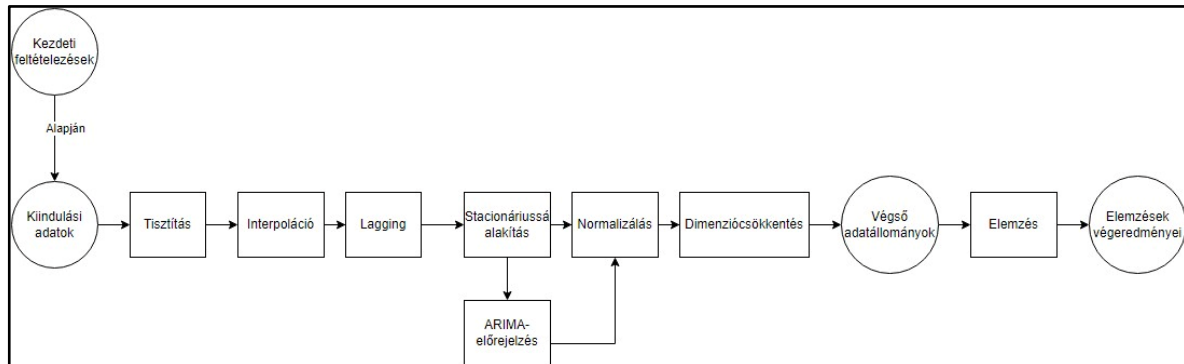 Kezdeti
feltételezések
Alapján
Kiindulási
adatok
Tisztítás
Interpoláció
Lagging
Stacionáriussá
alakítás
Normalizálás
Dimenziócsökkentés
Végső
adatállományok
Elemzés
Elemzések
végeredményei
ARIMA-
előrejelzés